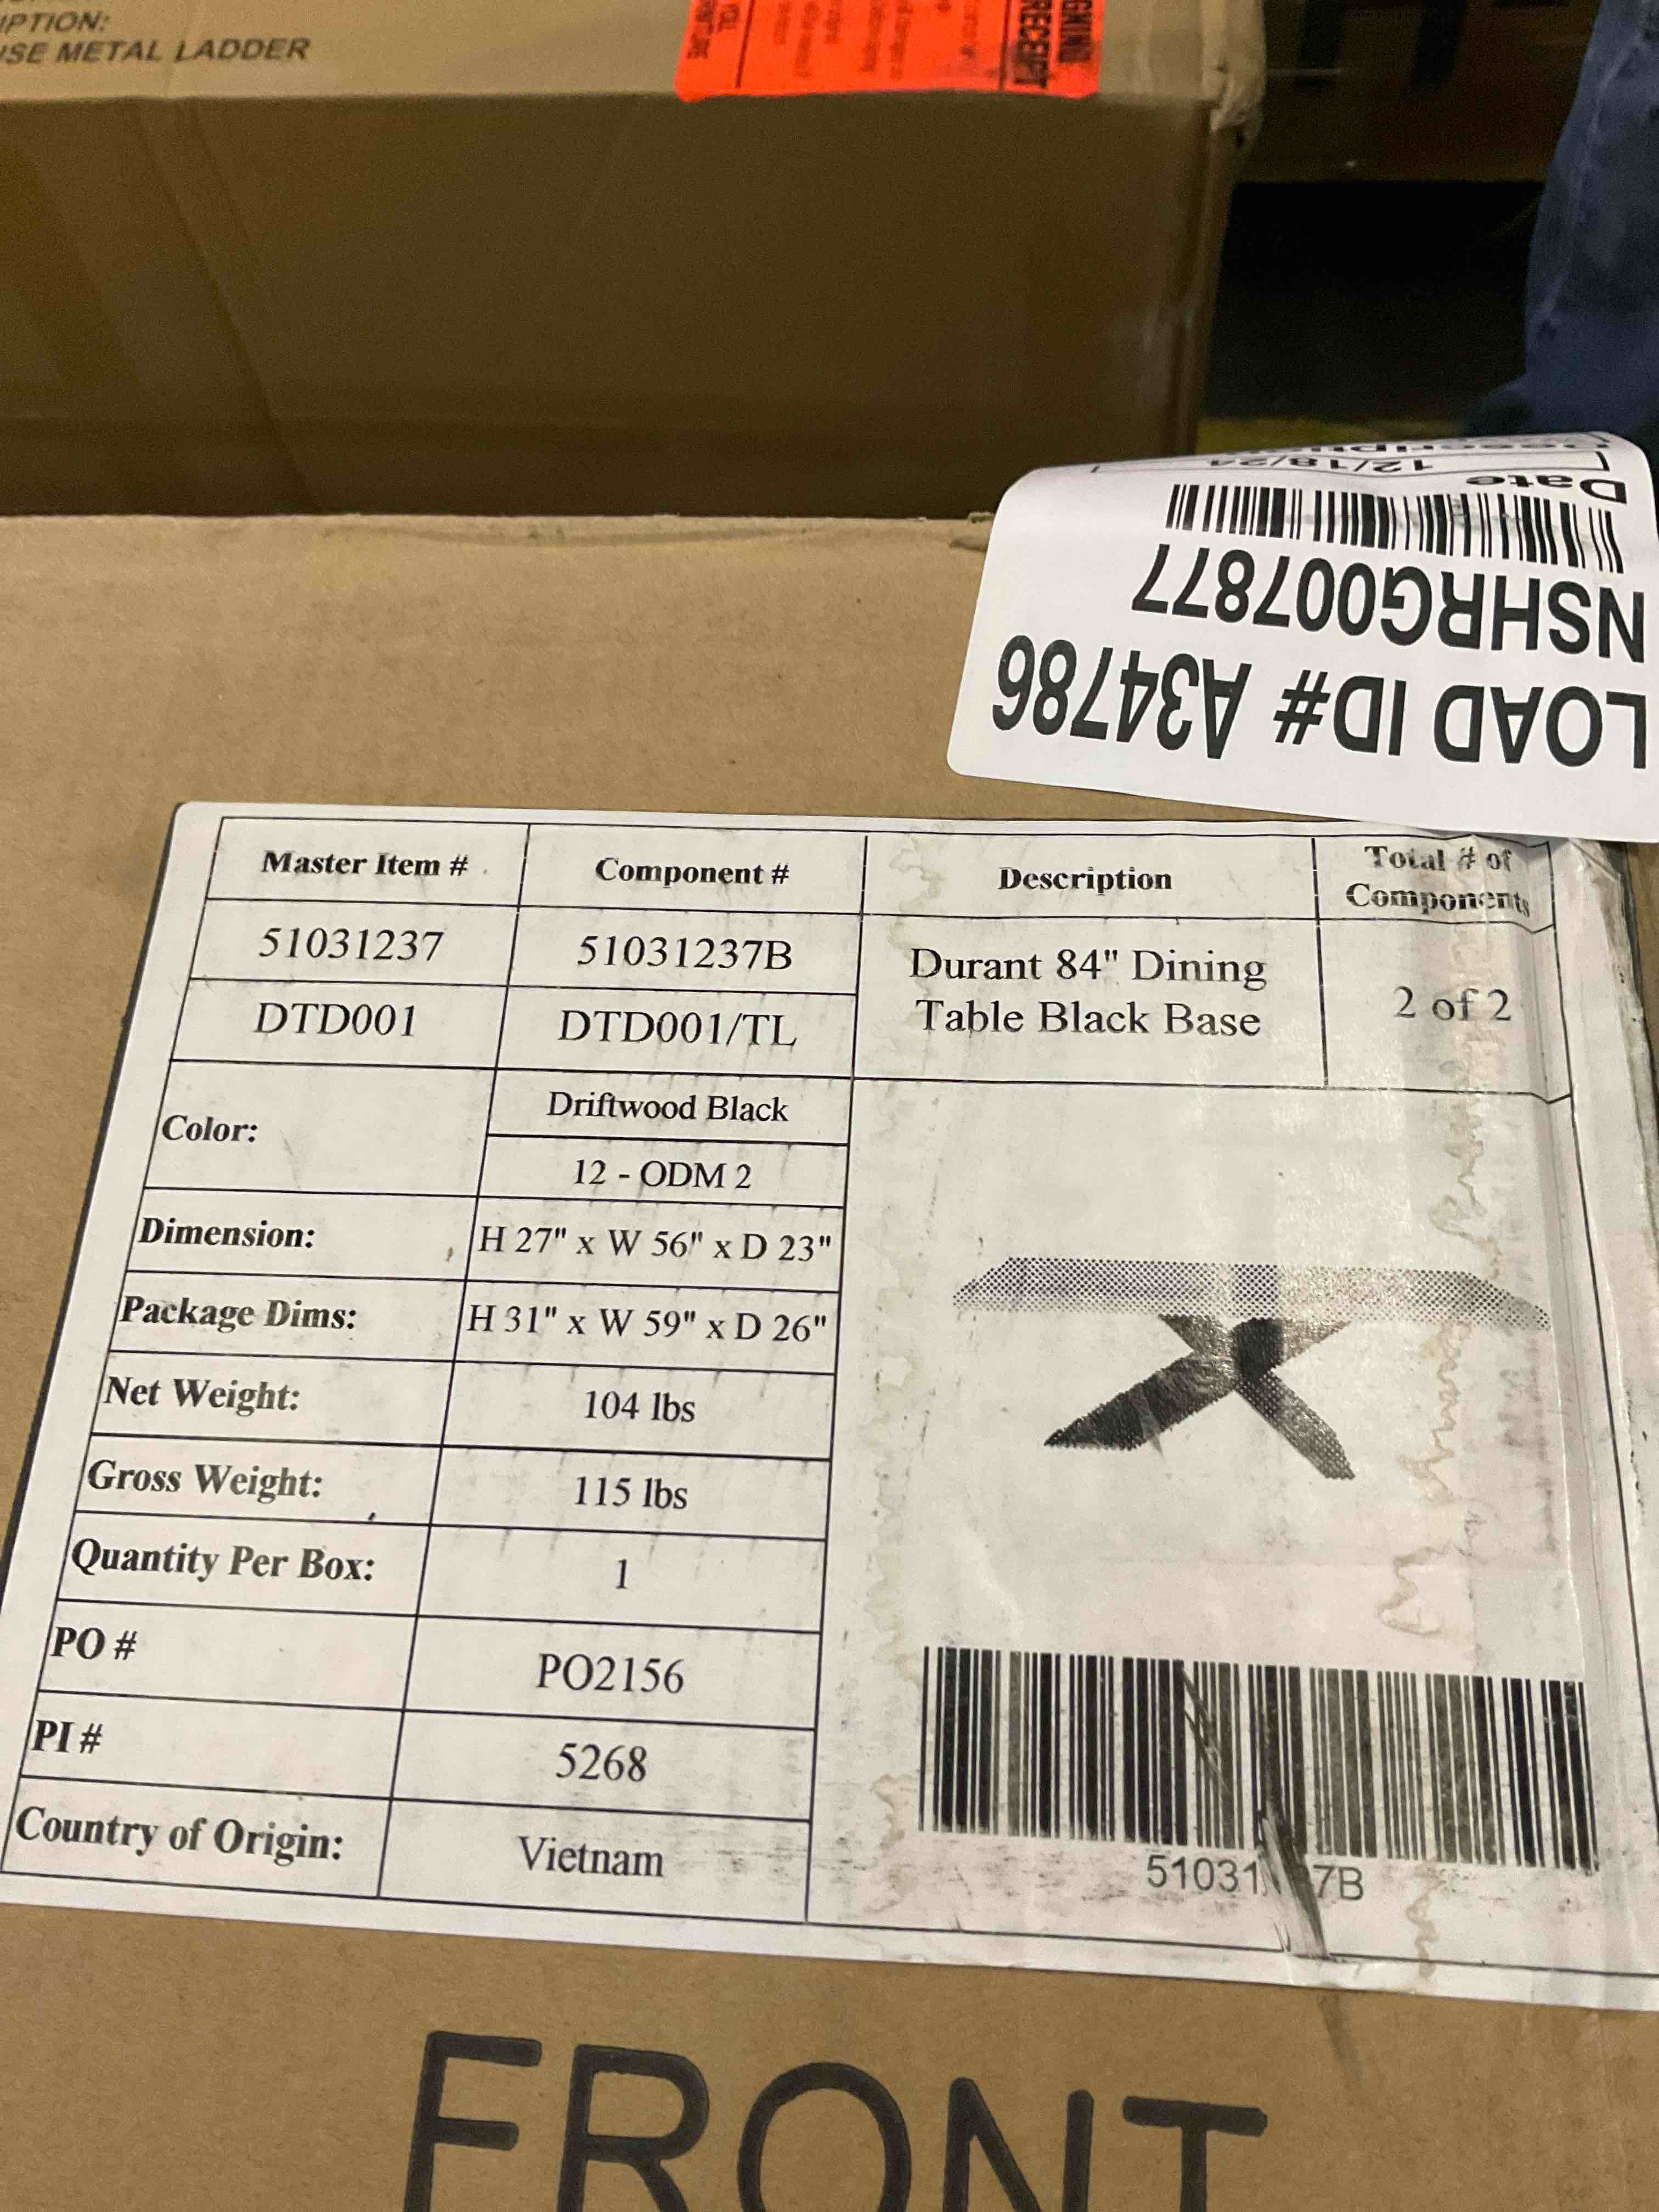 IPTION:
SE METAL LADDER
GNING
RECEIPT
LOAD ID# A34786
NSHRG007877
Date 12/18/24
Master Item # Component # Description Total # of Components
51031237 51031237B Durant 84" Dining Table Black Base 2 of 2
DTD001 DTD001/TL
Color: Driftwood Black
12 - ODM 2
Dimension: H 27" x W 56" x D 23"
Package Dims: H 31" x W 59" x D 26"
Net Weight: 104 lbs
Gross Weight: 115 lbs
Quantity Per Box: 1
PO # PO2156
PI # 5268
Country of Origin: Vietnam
51031 7B
FRONT